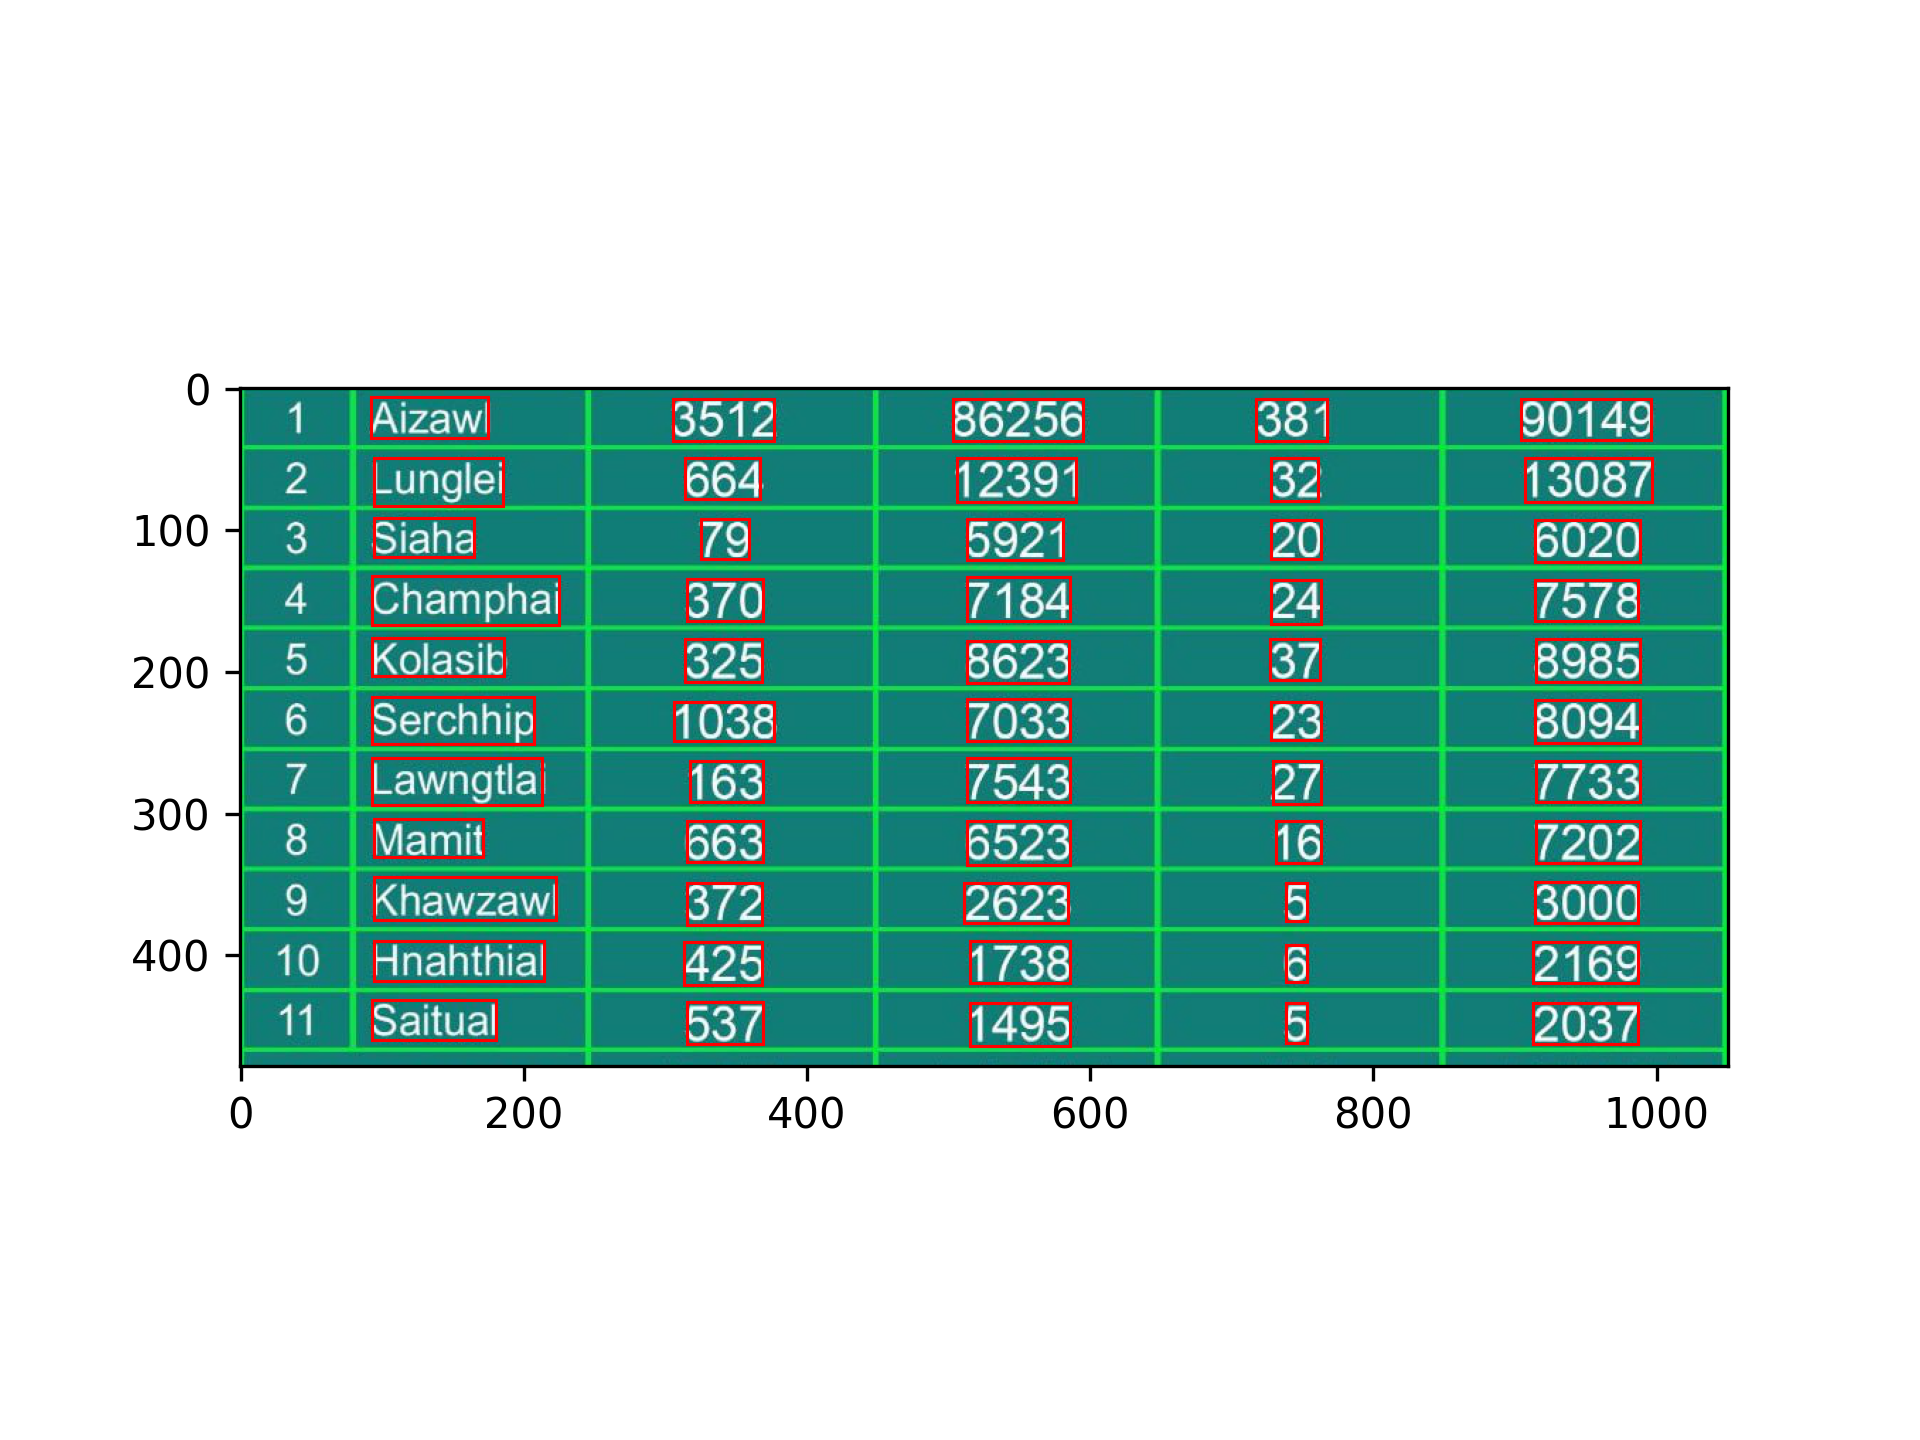 0
1 Aizawl 3512 86256 381 90149
2 Lunglei 664 12391 32 13087
100
3 Siaha 79 5921 20 6020
4 Champhai 370 7184 24 7578
200
5 Kolasib 325 8623 37 8985
6 Serchhip 1038 7033 23 8094
7 Lawngtlai 163 7543 27 7733
300
8 Mamit 663 6523 16 7202
9 Khawzawl 372 2623 5 3000
400
10 Hnahthial 425 1738 6 2169
11 Saitual 537 1495 5 2037
0 200 400 600 800 1000